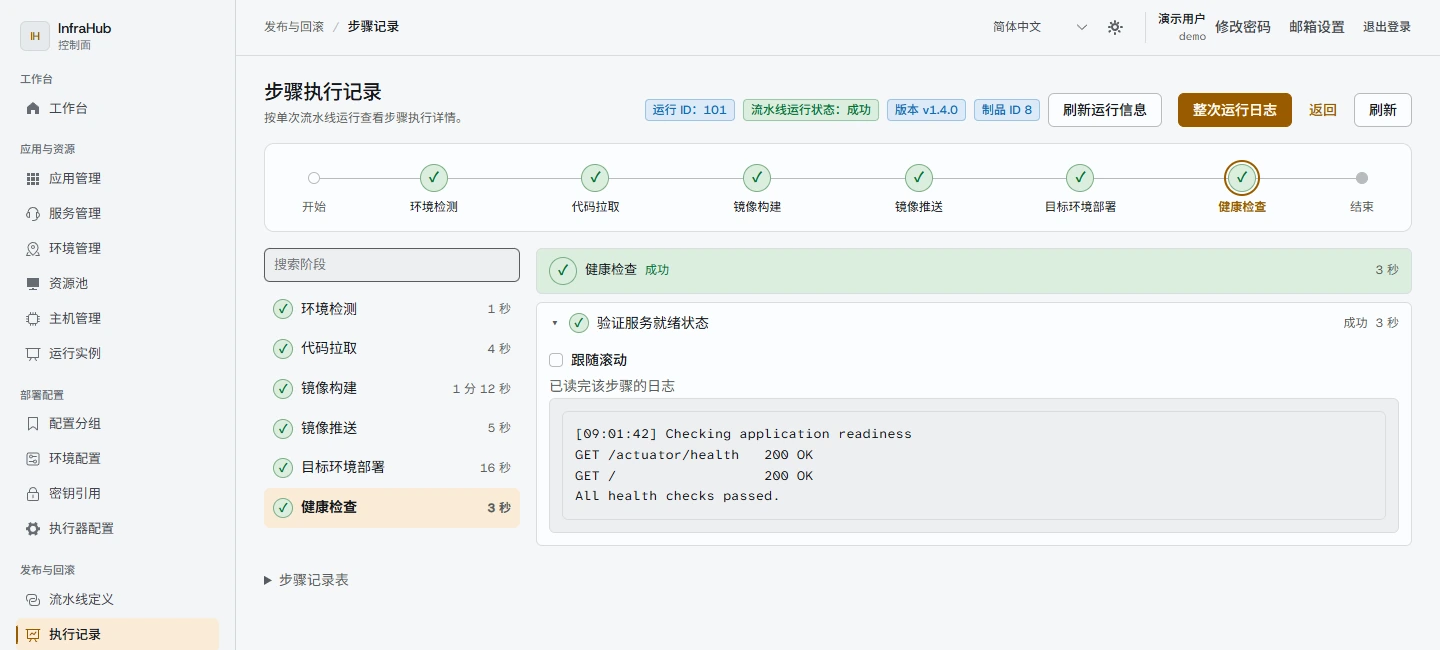 IH
InfraHub
控制面
工作台
工作台
应用与资源
应用管理
服务管理
环境管理
资源池
主机管理
运行实例
部署配置
配置分组
环境配置
密钥引用
执行器配置
发布与回滚
流水线定义
执行记录
发布与回滚 / 步骤记录
简体中文
演示用户
demo
修改密码
邮箱设置
退出登录
步骤执行记录
按单次流水线运行查看步骤执行详情。
运行 ID：101
流水线运行状态：成功
版本 v1.4.0
制品 ID 8
刷新运行信息
整次运行日志
返回
刷新
开始
环境检测
代码拉取
镜像构建
镜像推送
目标环境部署
健康检查
结束
搜索阶段
环境检测 1 秒
代码拉取 4 秒
镜像构建 1 分 12 秒
镜像推送 5 秒
目标环境部署 16 秒
健康检查 3 秒
健康检查 成功 3 秒
验证服务就绪状态 成功 3 秒
跟随滚动
已读完该步骤的日志
[09:01:42] Checking application readiness
GET /actuator/health   200 OK
GET /                  200 OK
All health checks passed.
步骤记录表